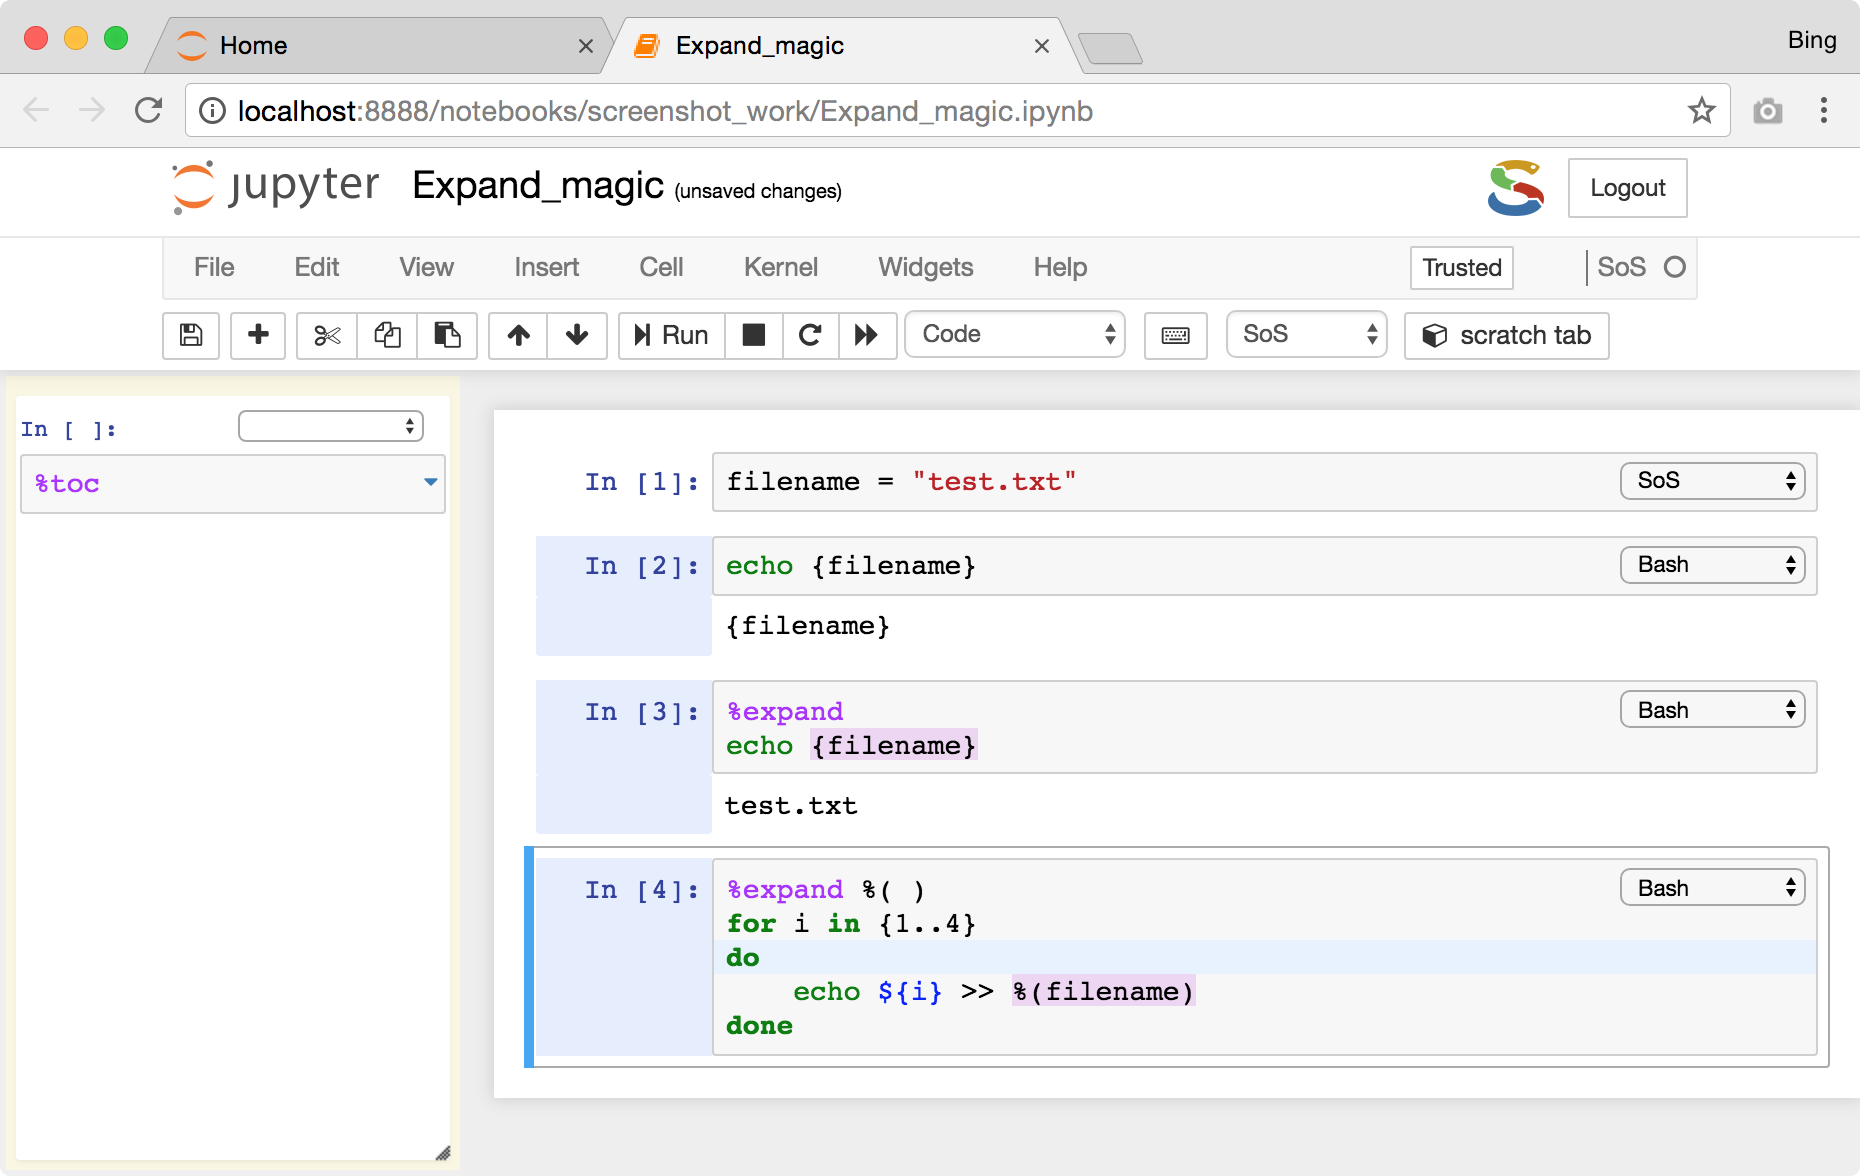 Home
Expand_magic
Bing
localhost:8888/notebooks/screenshot_work/Expand_magic.ipynb
jupyter Expand_magic (unsaved changes)
Logout
File Edit View Insert Cell Kernel Widgets Help Trusted SoS
Run Code SoS scratch tab
In [ ]:
%toc
In [1]: filename = "test.txt" SoS
In [2]: echo {filename} Bash
{filename}
In [3]: %expand Bash
echo {filename}
test.txt
In [4]: %expand %( ) Bash
for i in {1..4}
do
echo ${i} >> %(filename)
done